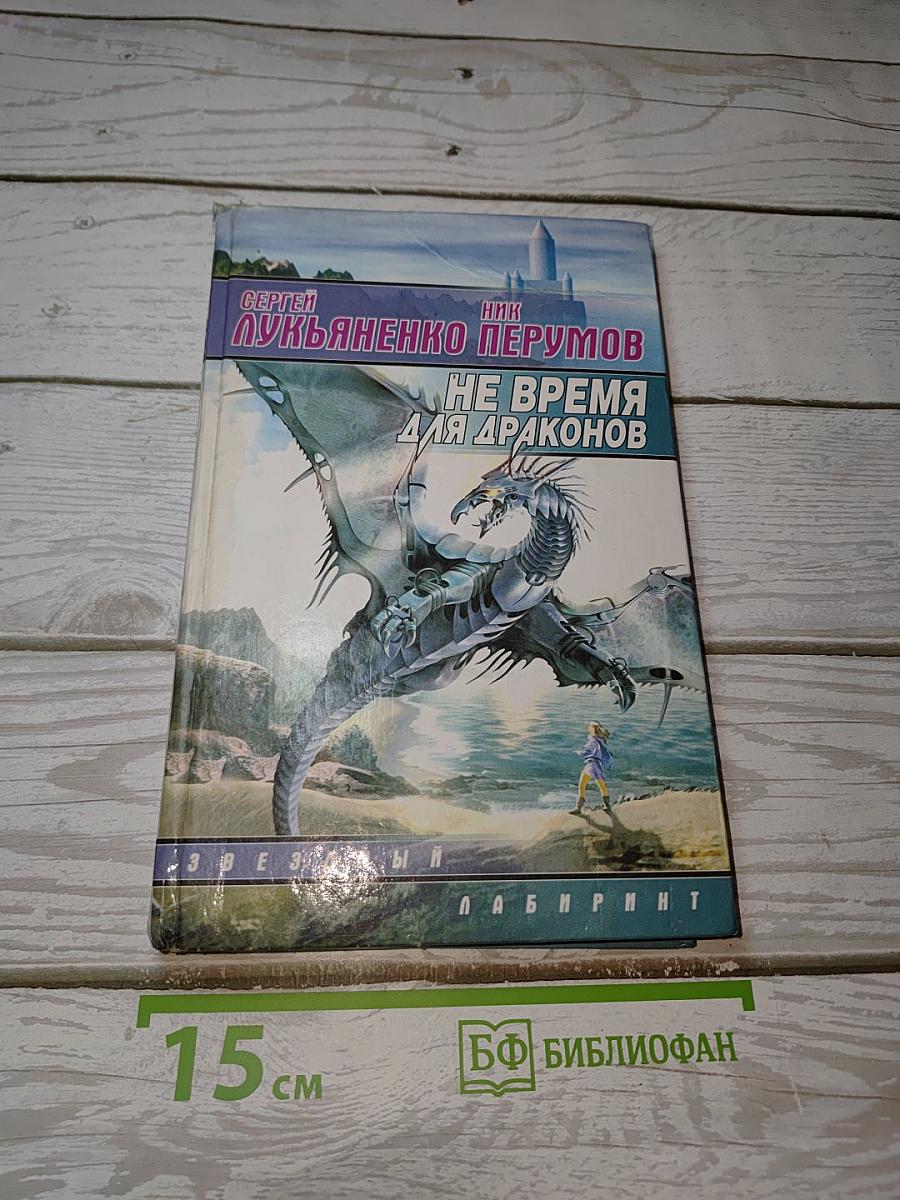 СЕРГЕЙ
ЛУКЬЯНЕНКО
НИК
ПЕРУМОВ
НЕ ВРЕМЯ
ДЛЯ ДРАКОНОВ
ЗВЕЗДНЫЙ
ЛАБИРИНТ
15 см
БФ БИБЛИОФАН